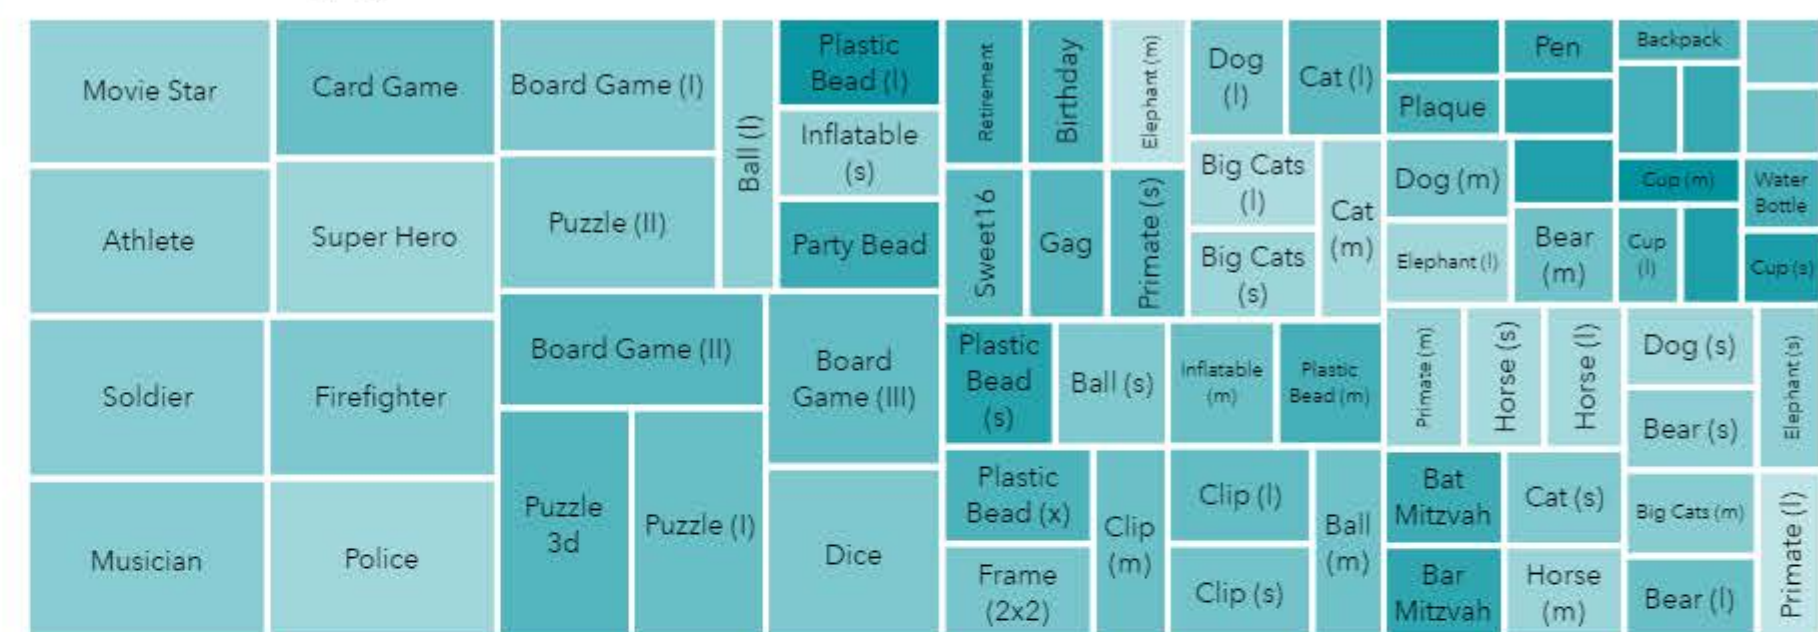 Movie Star
Athlete
Soldier
Musician
Card Game
Super Hero
Firefighter
Police
Board Game (I)
Puzzle (II)
Ball (l)
Plastic
Bead (l)
Inflatable
(s)
Party Bead
Board Game (II)
Board
Game (III)
Puzzle
3d
Puzzle (I)
Dice
Retirement
Birthday
Elephant (m)
Dog
(l)
Cat (l)
Sweet16
Gag
Primate (s)
Big Cats
(l)
Big Cats
(s)
Cat
(m)
Plastic
Bead
(s)
Ball (s)
Inflatable
(m)
Plastic
Bead (m)
Plastic
Bead (x)
Frame
(2x2)
Clip
(m)
Clip (l)
Clip (s)
Ball
(m)
Pen
Plaque
Backpack
Dog (m)
Elephant (l)
Bear
(m)
Cup (m)
Cup
(l)
Water
Bottle
Cup (s)
Primate (m)
Horse (s)
Horse (l)
Dog (s)
Bear (s)
Elephant (s)
Bat
Mitzvah
Cat (s)
Bar
Mitzvah
Horse
(m)
Big Cats (m)
Bear (l)
Primate (l)